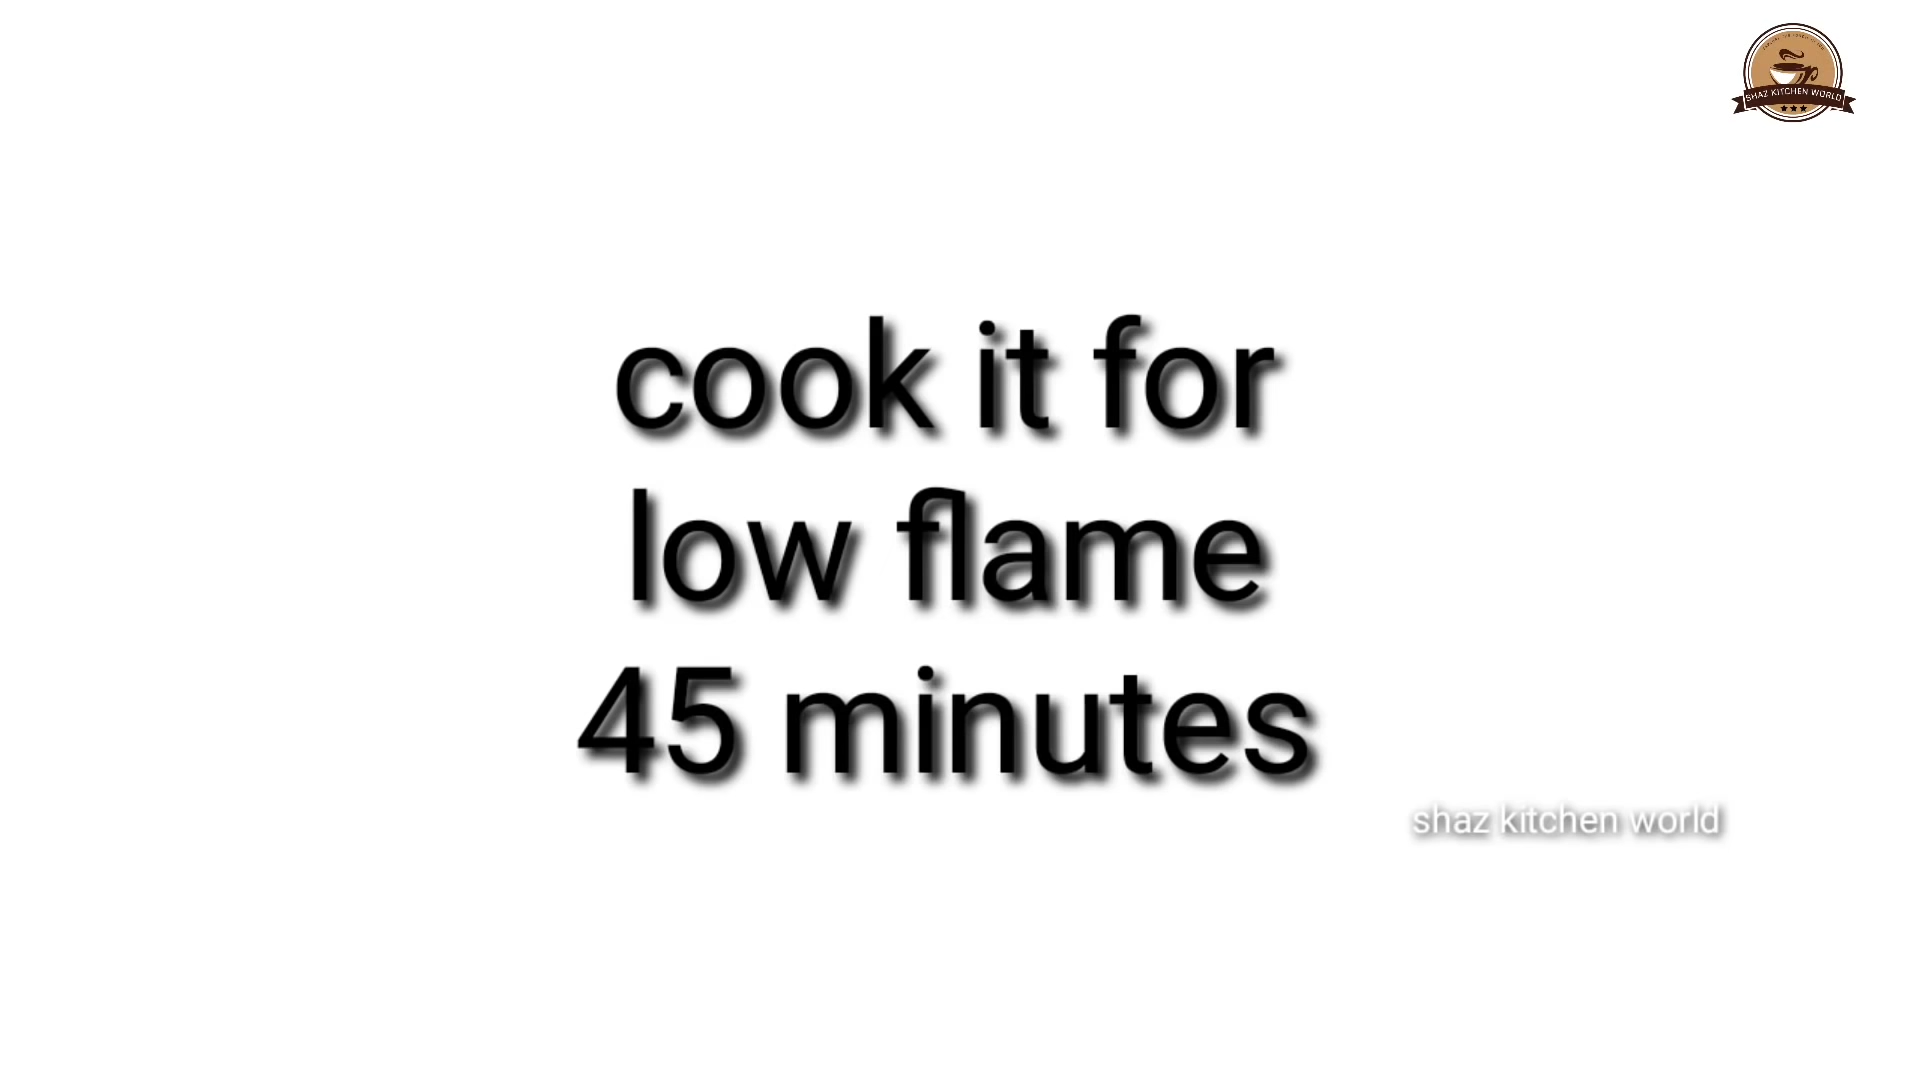 SHAZ KITCHEN WORLD
cook it for
low flame
45 minutes
shaz kitchen world